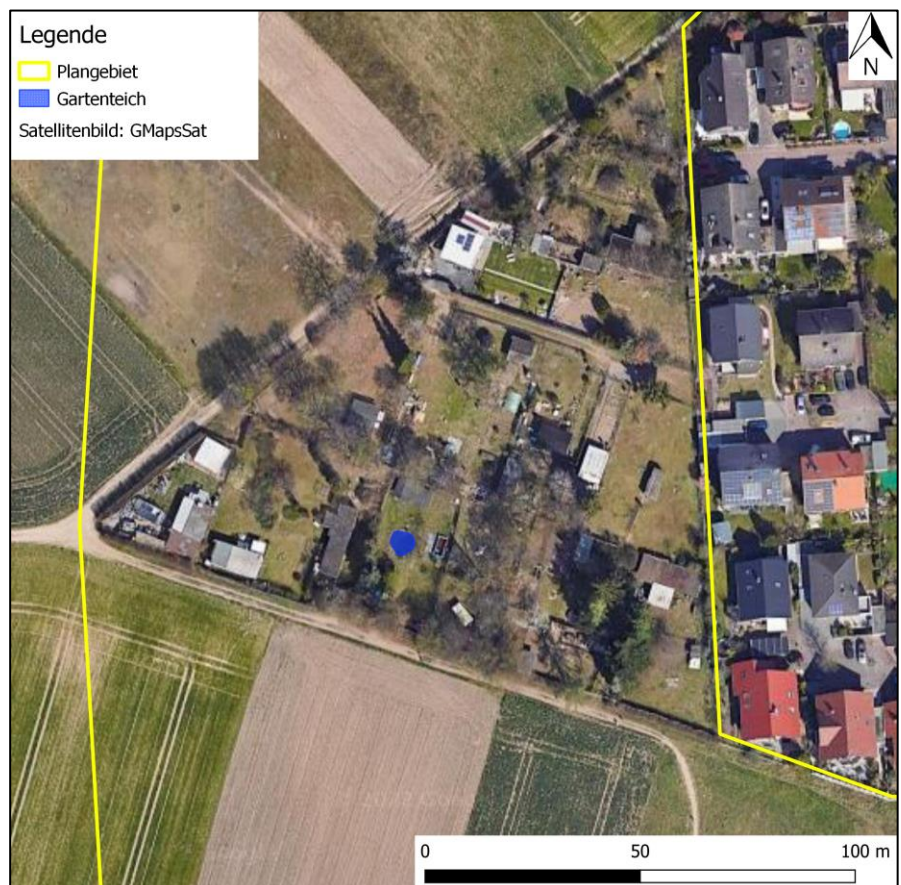 Legende
Plangebiet
Gartenteich
Satellitenbild: GMapsSat
N
0 50 100 m